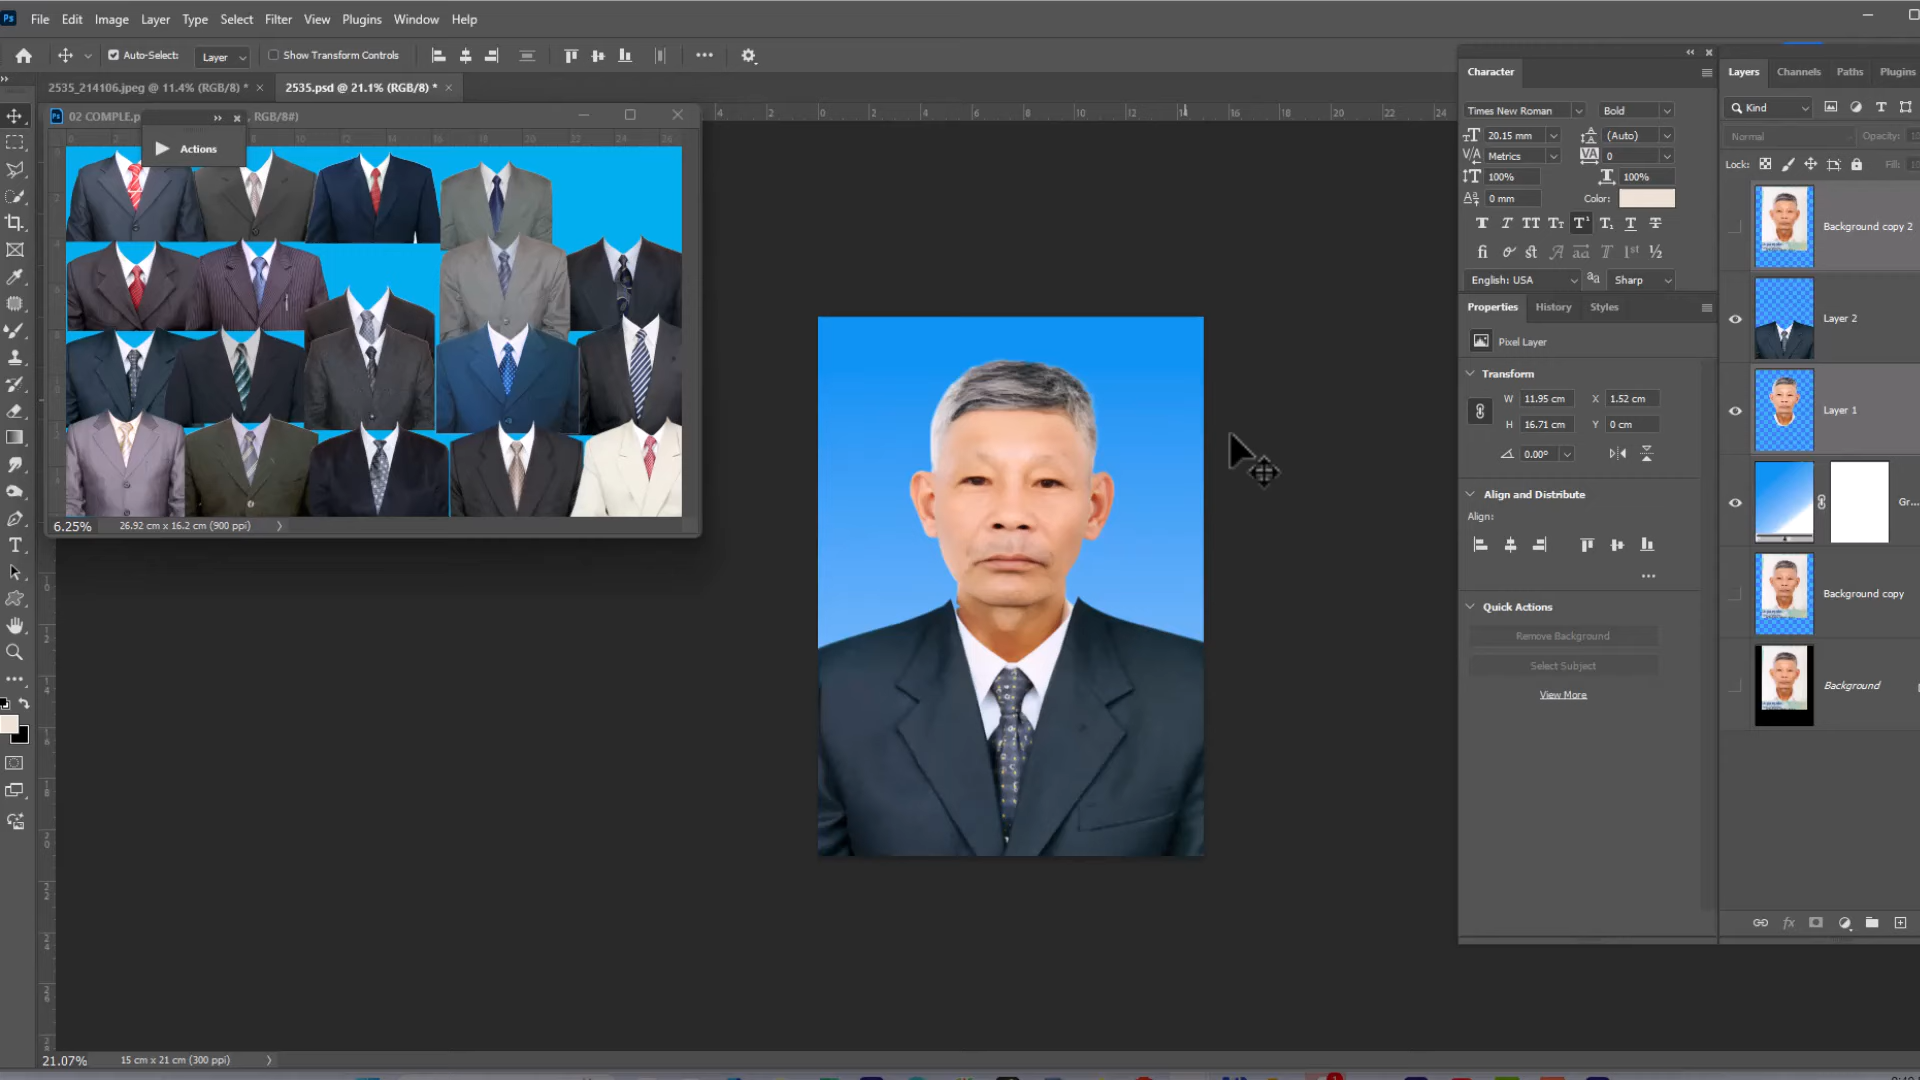 Ps File Edit Image Layer Type Select Filter View Plugins Window Help
Auto-Select: Layer Show Transform Controls
2535_214106.jpeg @ 11.4% (RGB/8) * 2535.psd @ 21.1% (RGB/8) *
02 COMPLE.p , RGB/8#)
Actions
6.25% 26.92 cm x 16.2 cm (900 ppi)
21.07% 15 cm x 21 cm (300 ppi)
Character
Times New Roman Bold
20.15 mm (Auto)
Metrics 0
100% 100%
0 mm Color:
English: USA Sharp
Properties History Styles
Pixel Layer
Transform
W 11.95 cm X 1.52 cm
H 16.71 cm Y 0 cm
0.00°
Align and Distribute
Align:
Quick Actions
Remove Background
Select Subject
View More
Layers Channels Paths Plugins
Kind
Normal Opacity:
Lock: Fill:
Background copy 2
Layer 2
Layer 1
Gr...
Background copy
Background